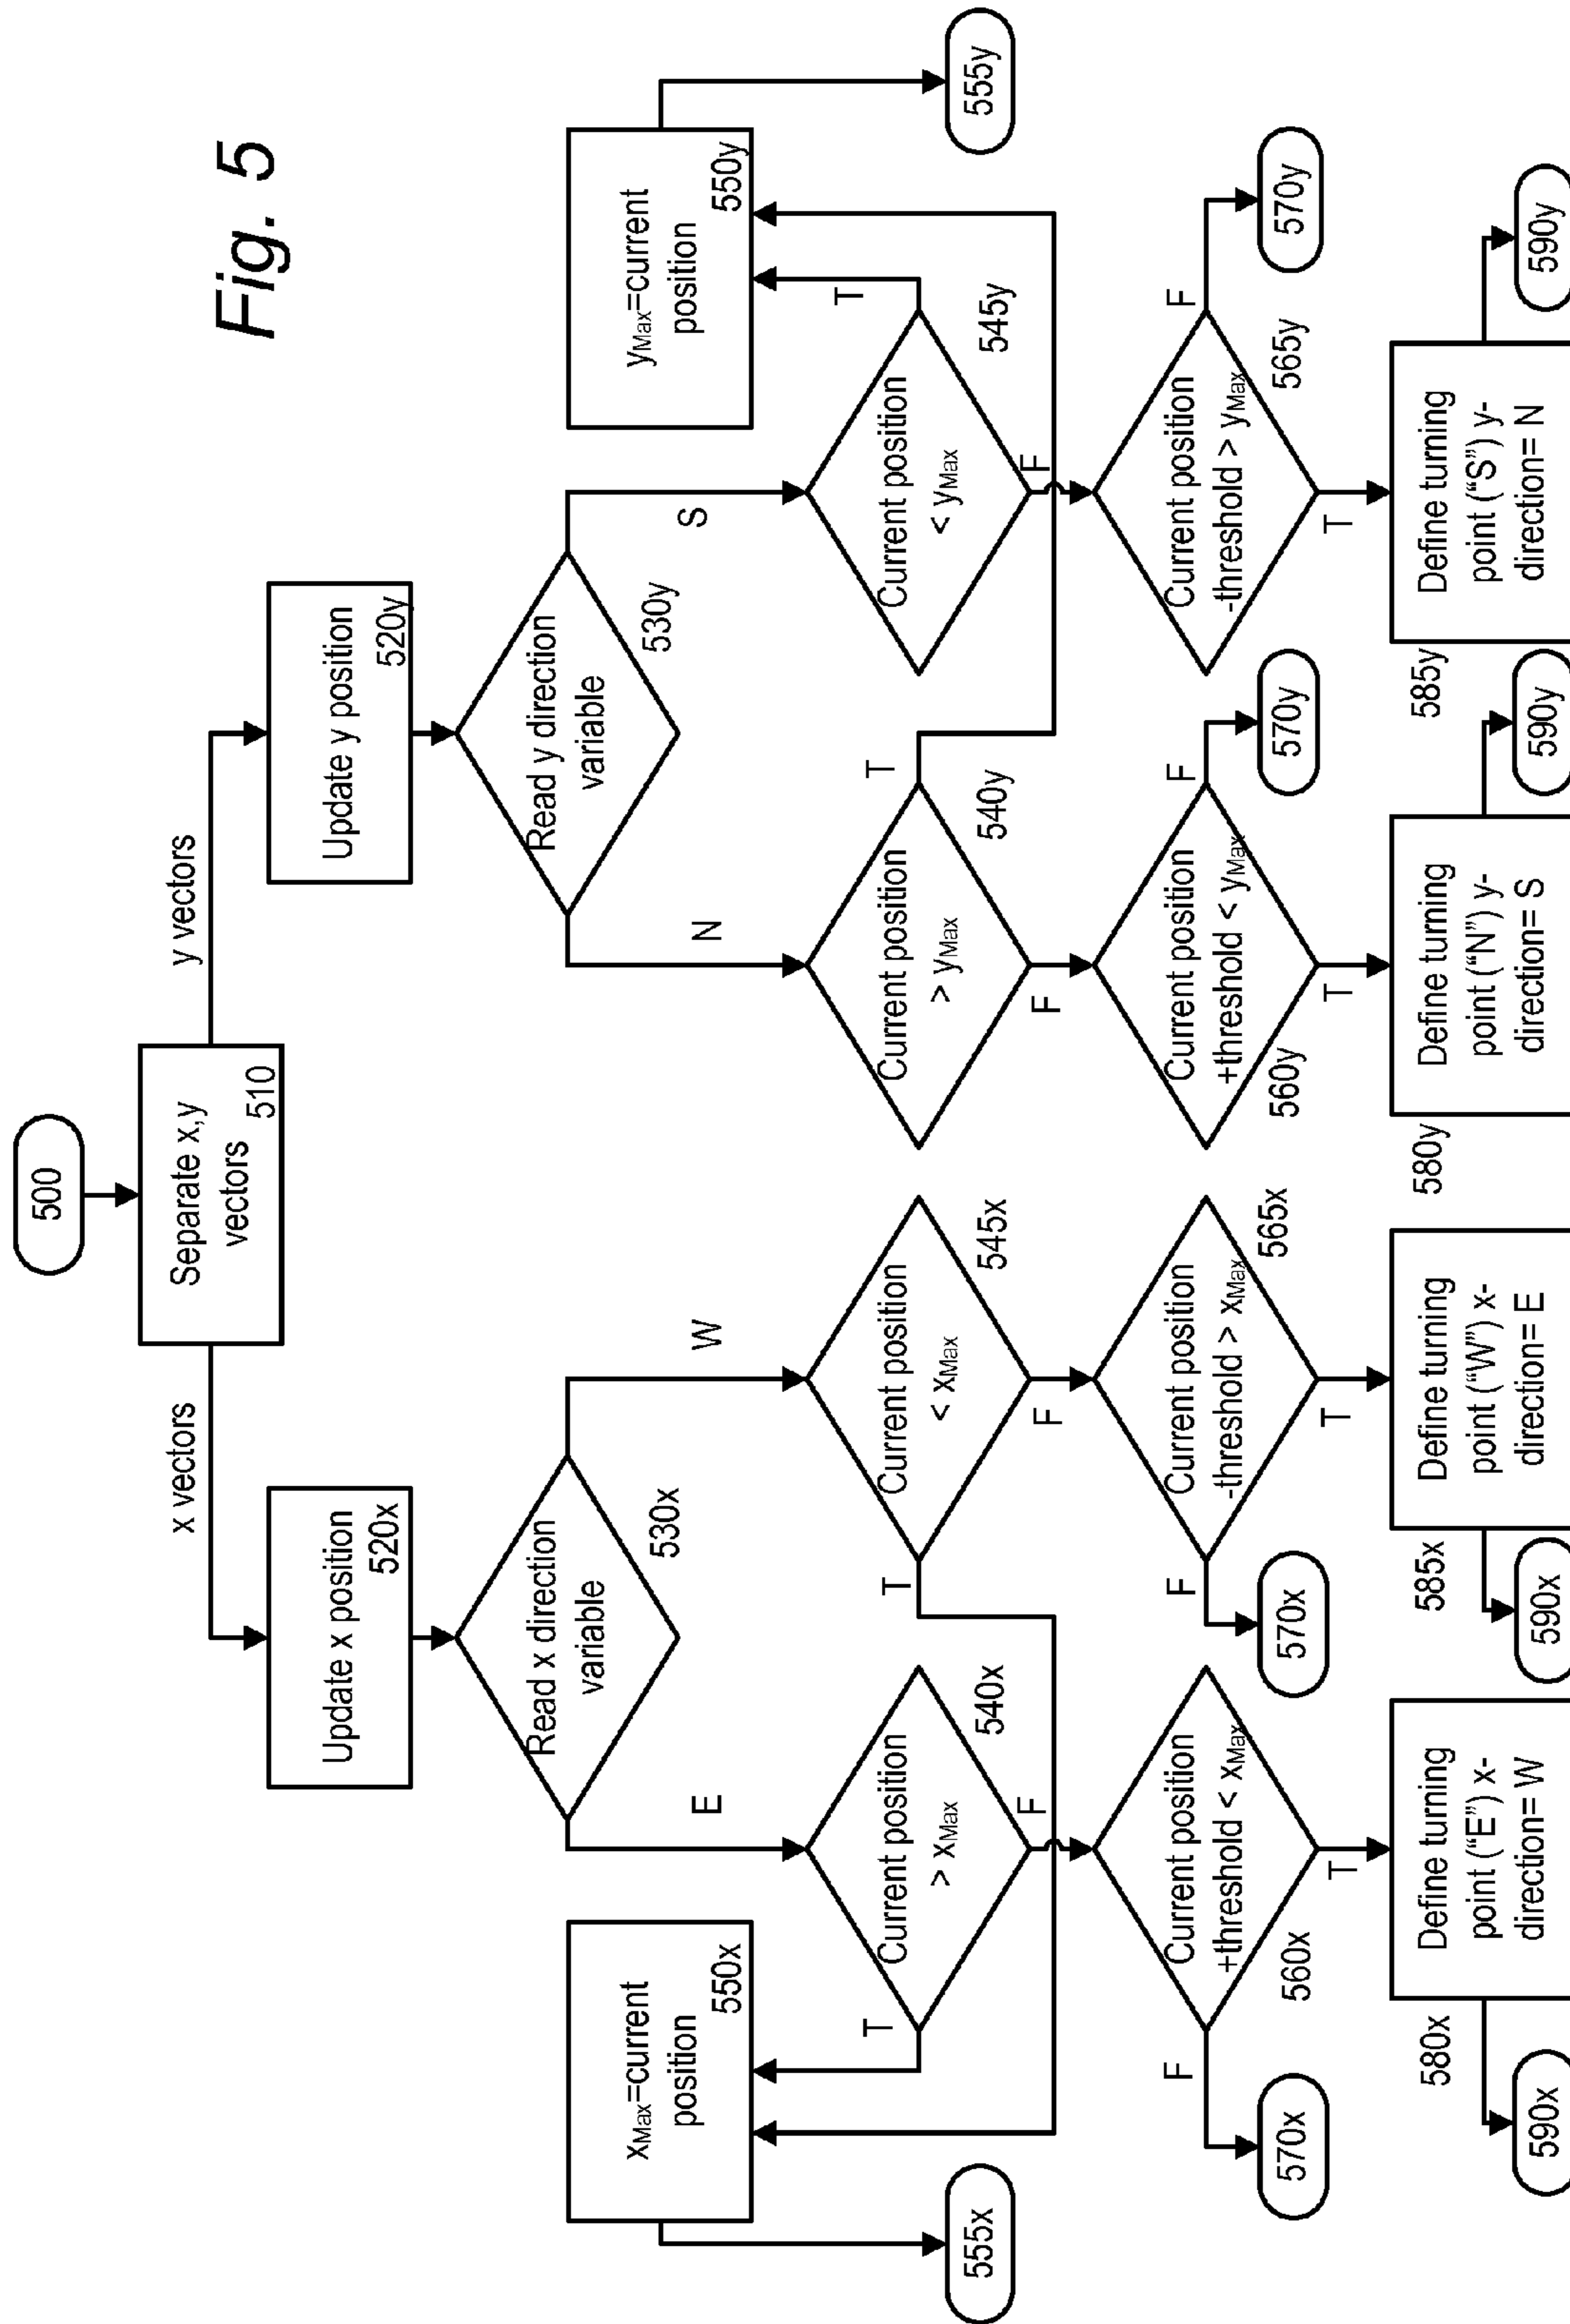 Fig. 5
500
Separate x,y
vectors
510
x vectors
y vectors
Update x position
520x
Update y position
520y
Read x direction
variable
530x
Read y direction
variable
530y
E
W
N
S
xMax=current
position
550x
yMax=current
position
550y
555x
Current position
> xMax
540x
T
F
Current position
< xMax
545x
T
F
Current position
> yMax
540y
T
F
Current position
< yMax
545y
T
F
555y
Current position
+threshold < xMax
560x
F
T
570x
Current position
-threshold > xMax
565x
F
T
570x
Current position
+threshold < yMax
560y
F
T
570y
Current position
-threshold > yMax
565y
F
T
570y
580x
Define turning
point (“E”) x-
direction= W
590x
585x
Define turning
point (“W”) x-
direction= E
590x
580y
Define turning
point (“N”) y-
direction= S
590y
585y
Define turning
point (“S”) y-
direction= N
590y